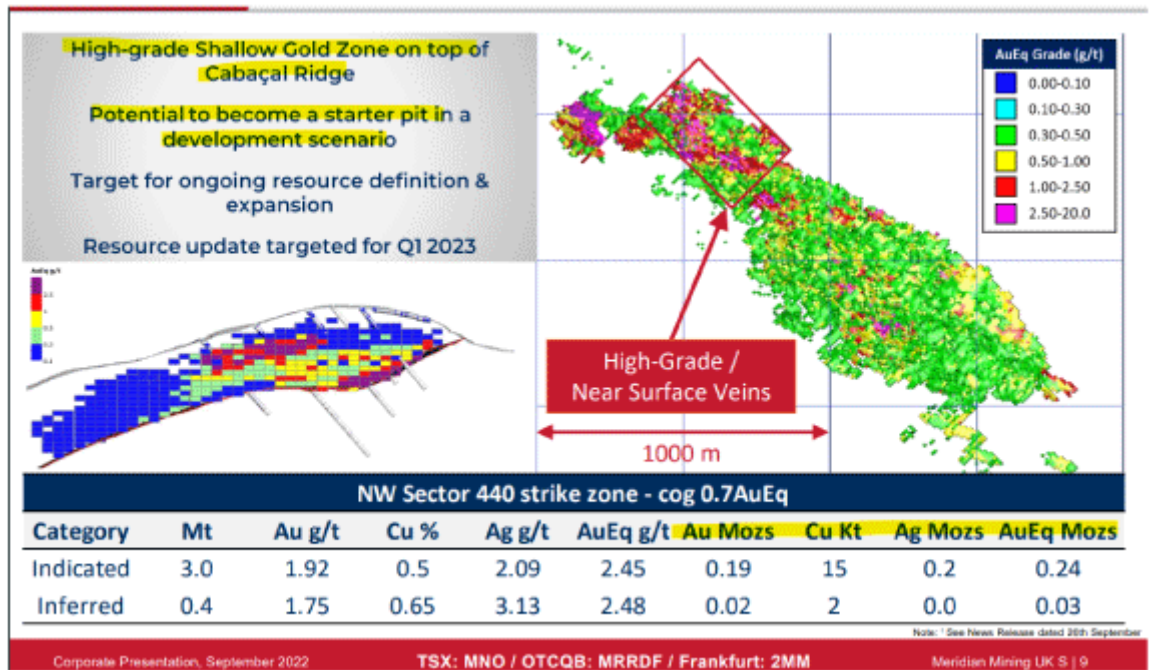 High-grade Shallow Gold Zone on top of
Cabaçal Ridge
Potential to become a starter pit in a
development scenario
Target for ongoing resource definition &
expansion
Resource update targeted for Q1 2023
AuEq Grade (g/t)
0.00-0.10
0.10-0.30
0.30-0.50
0.50-1.00
1.00-2.50
2.50-20.0
AuEq g/t
High-Grade /
Near Surface Veins
1000 m
NW Sector 440 strike zone - cog 0.7AuEq
Category Mt Au g/t Cu % Ag g/t AuEq g/t Au Mozs Cu Kt Ag Mozs AuEq Mozs
Indicated 3.0 1.92 0.5 2.09 2.45 0.19 15 0.2 0.24
Inferred 0.4 1.75 0.65 3.13 2.48 0.02 2 0.0 0.03
Note: ¹ See News Release dated 26th September
Corporate Presentation, September 2022 TSX: MNO / OTCQB: MRRDF / Frankfurt: 2MM Meridian Mining UK S | 9